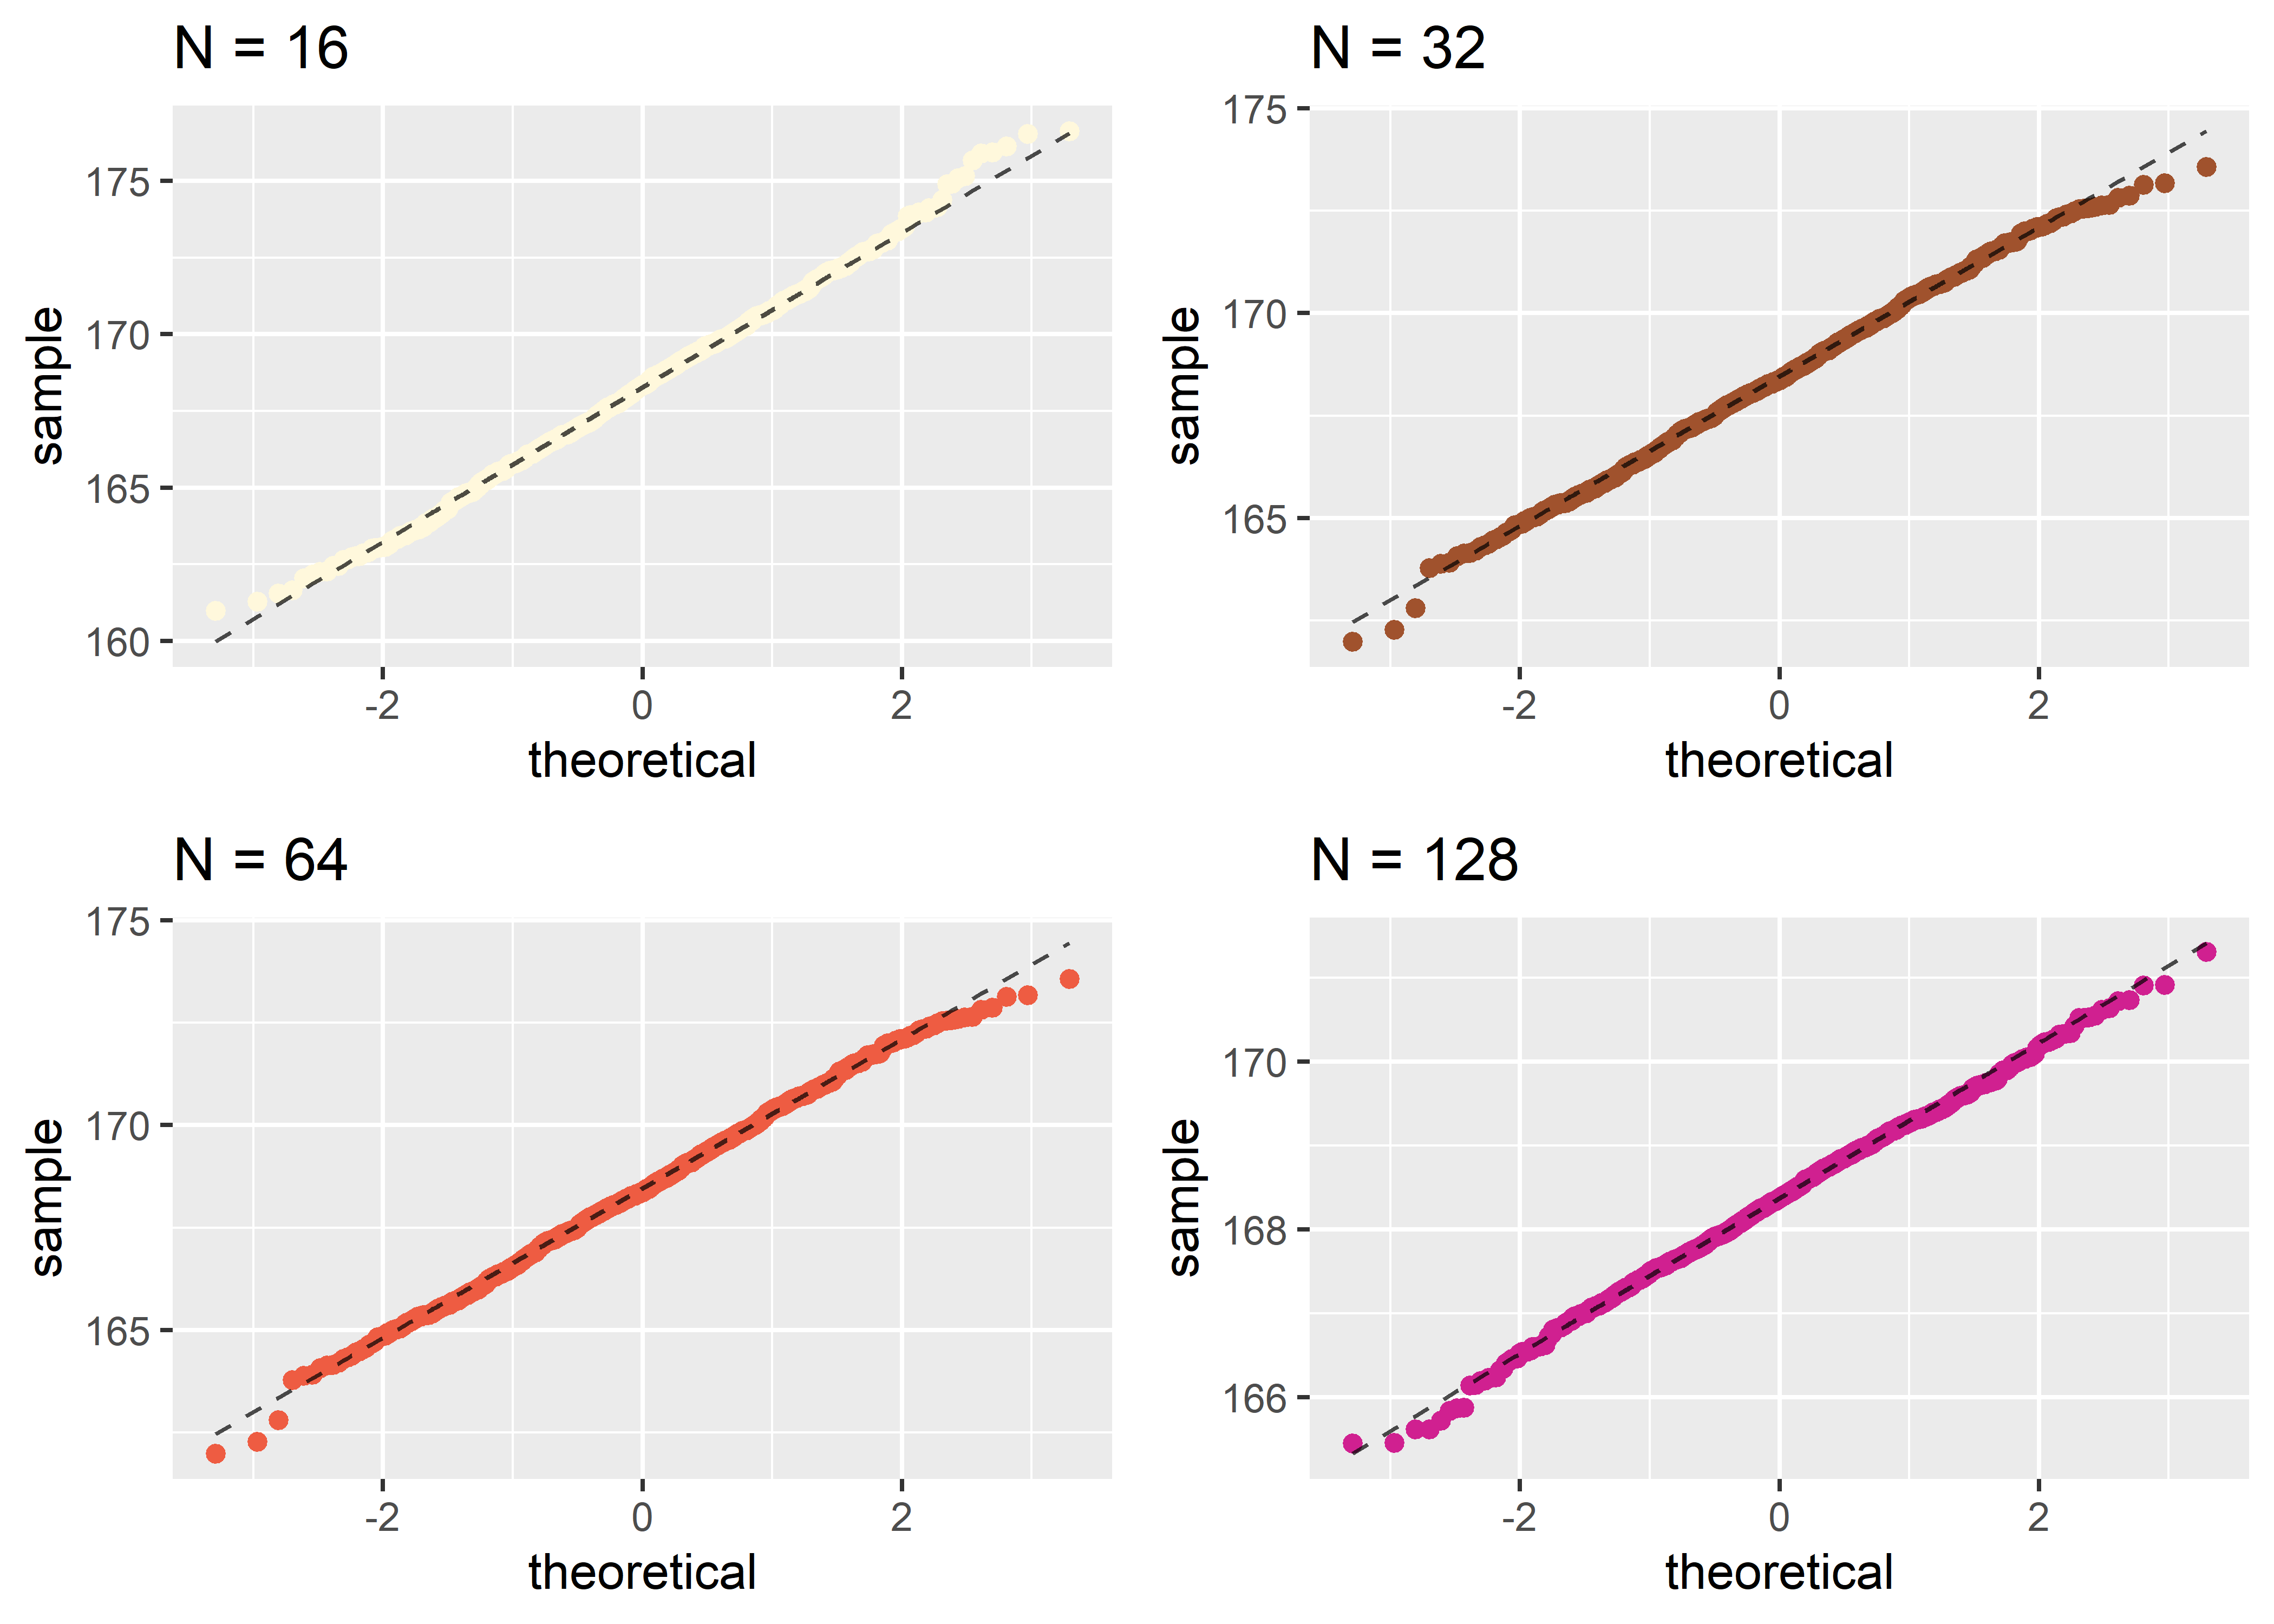 N = 16
175
170
165
160
sample
-2 0 2
theoretical
N = 32
175
170
165
sample
-2 0 2
theoretical
N = 64
175
170
165
sample
-2 0 2
theoretical
N = 128
170
168
166
sample
-2 0 2
theoretical